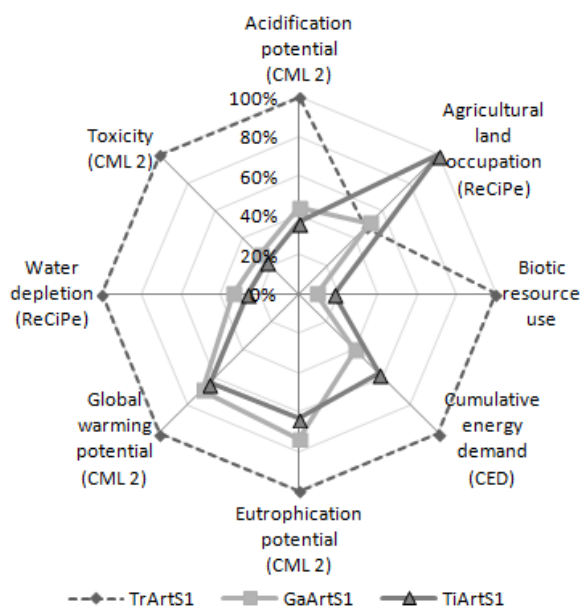 Acidification
potential
(CML 2)
100%
80%
60%
40%
20%
0%
Agricultural
land
occupation
(ReCiPe)
Biotic
resource
use
Cumulative
energy
demand
(CED)
Eutrophication
potential
(CML 2)
Global
warming
potential
(CML 2)
Water
depletion
(ReCiPe)
Toxicity
(CML 2)
TrArtS1 GaArtS1 TiArtS1